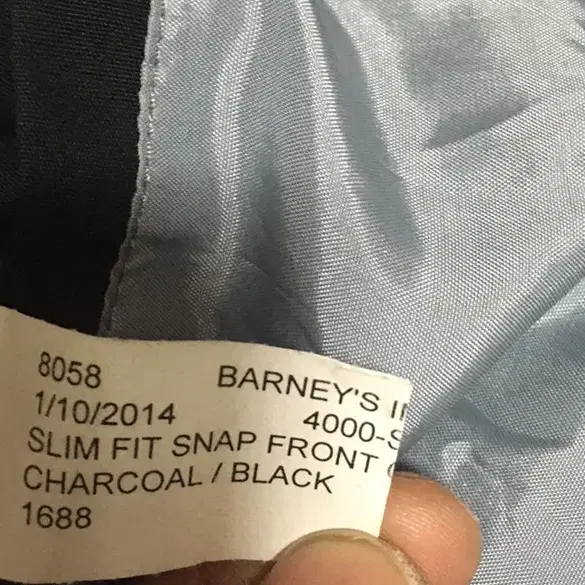 8058 BARNEY'S
1/10/2014 4000-S
SLIM FIT SNAP FRONT
CHARCOAL / BLACK
1688